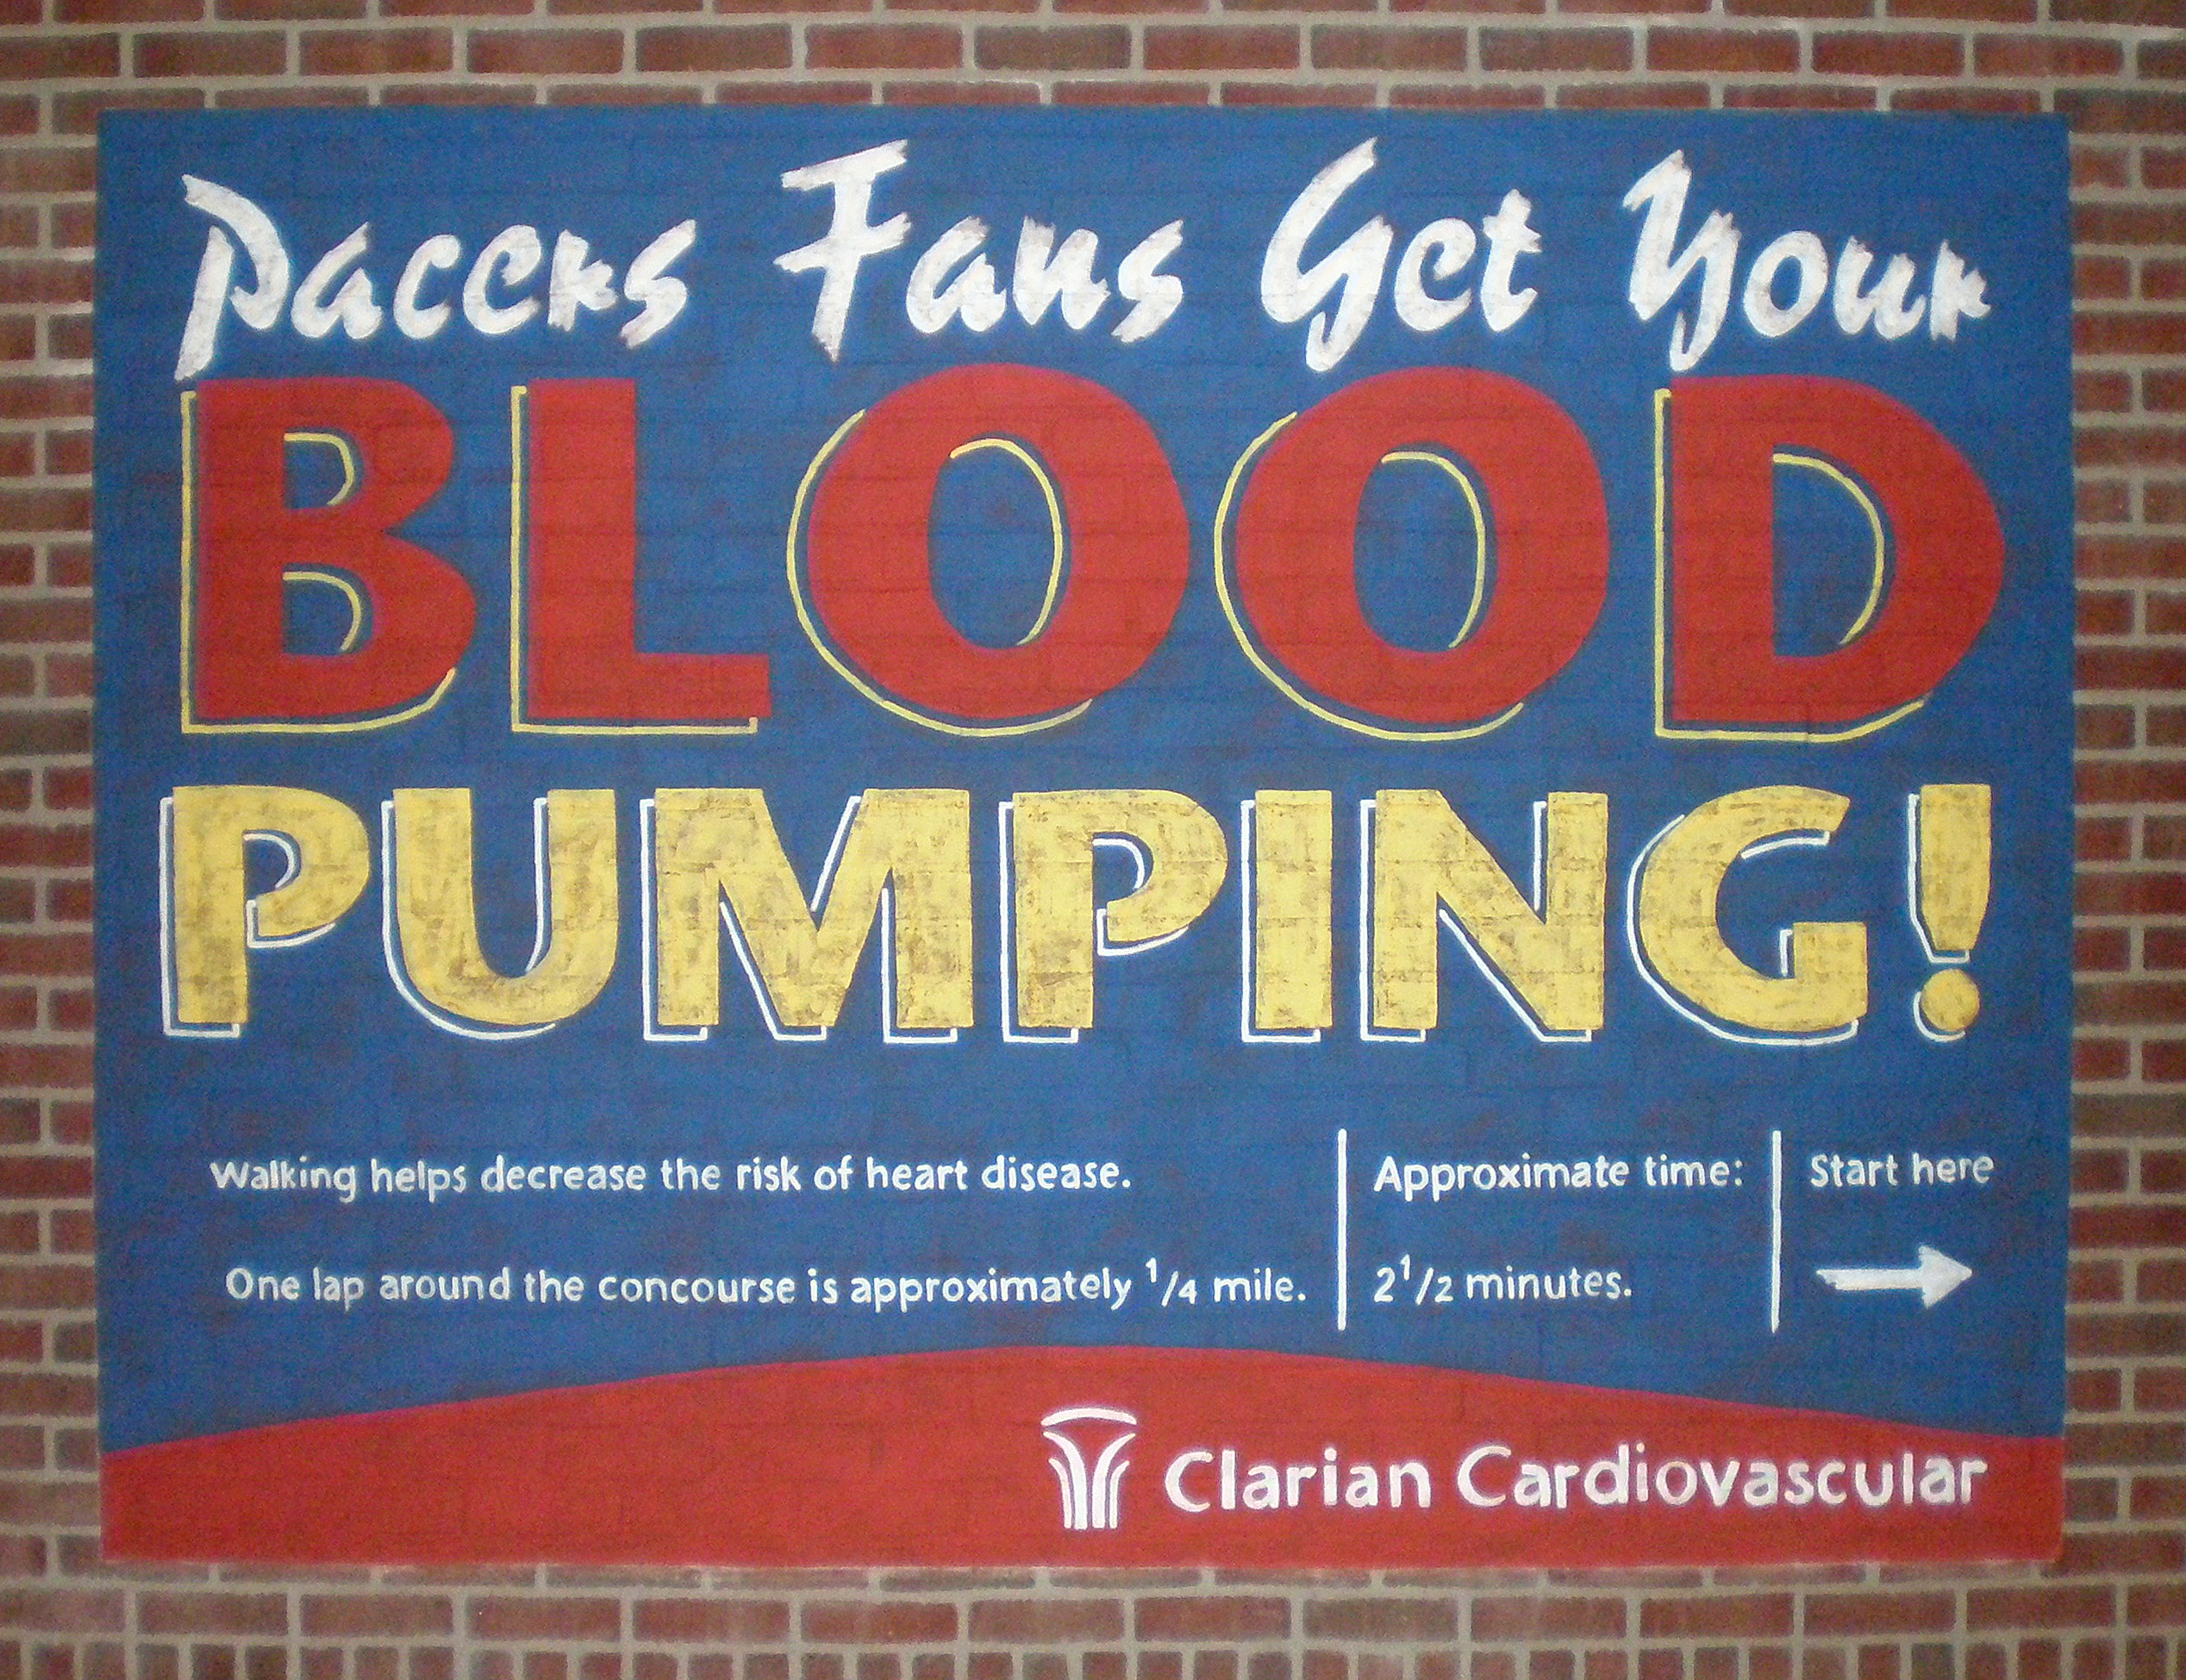 Pacers Fans Get Your
BLOOD
PUMPING!
Walking helps decrease the risk of heart disease.
One lap around the concourse is approximately 1/4 mile.
Approximate time:
2 1/2 minutes.
Start here
Clarian Cardiovascular